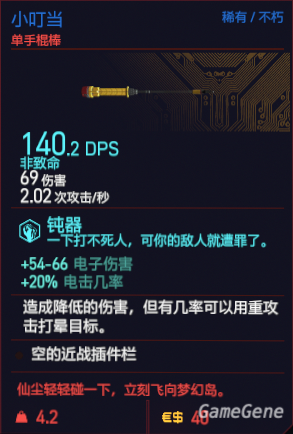 小叮当
稀有 / 不朽
单手棍棒
140.2 DPS
非致命
69 伤害
2.02 次攻击/秒
钝器
一下打不死人，可你的敌人就遭罪了。
+54-66 电子伤害
+20% 电击几率
造成降低的伤害，但有几率可以用重攻
击打晕目标。
空的近战插件栏
仙尘轻轻碰一下，立刻飞向梦幻岛。
4.2
€$ 40
GameGene